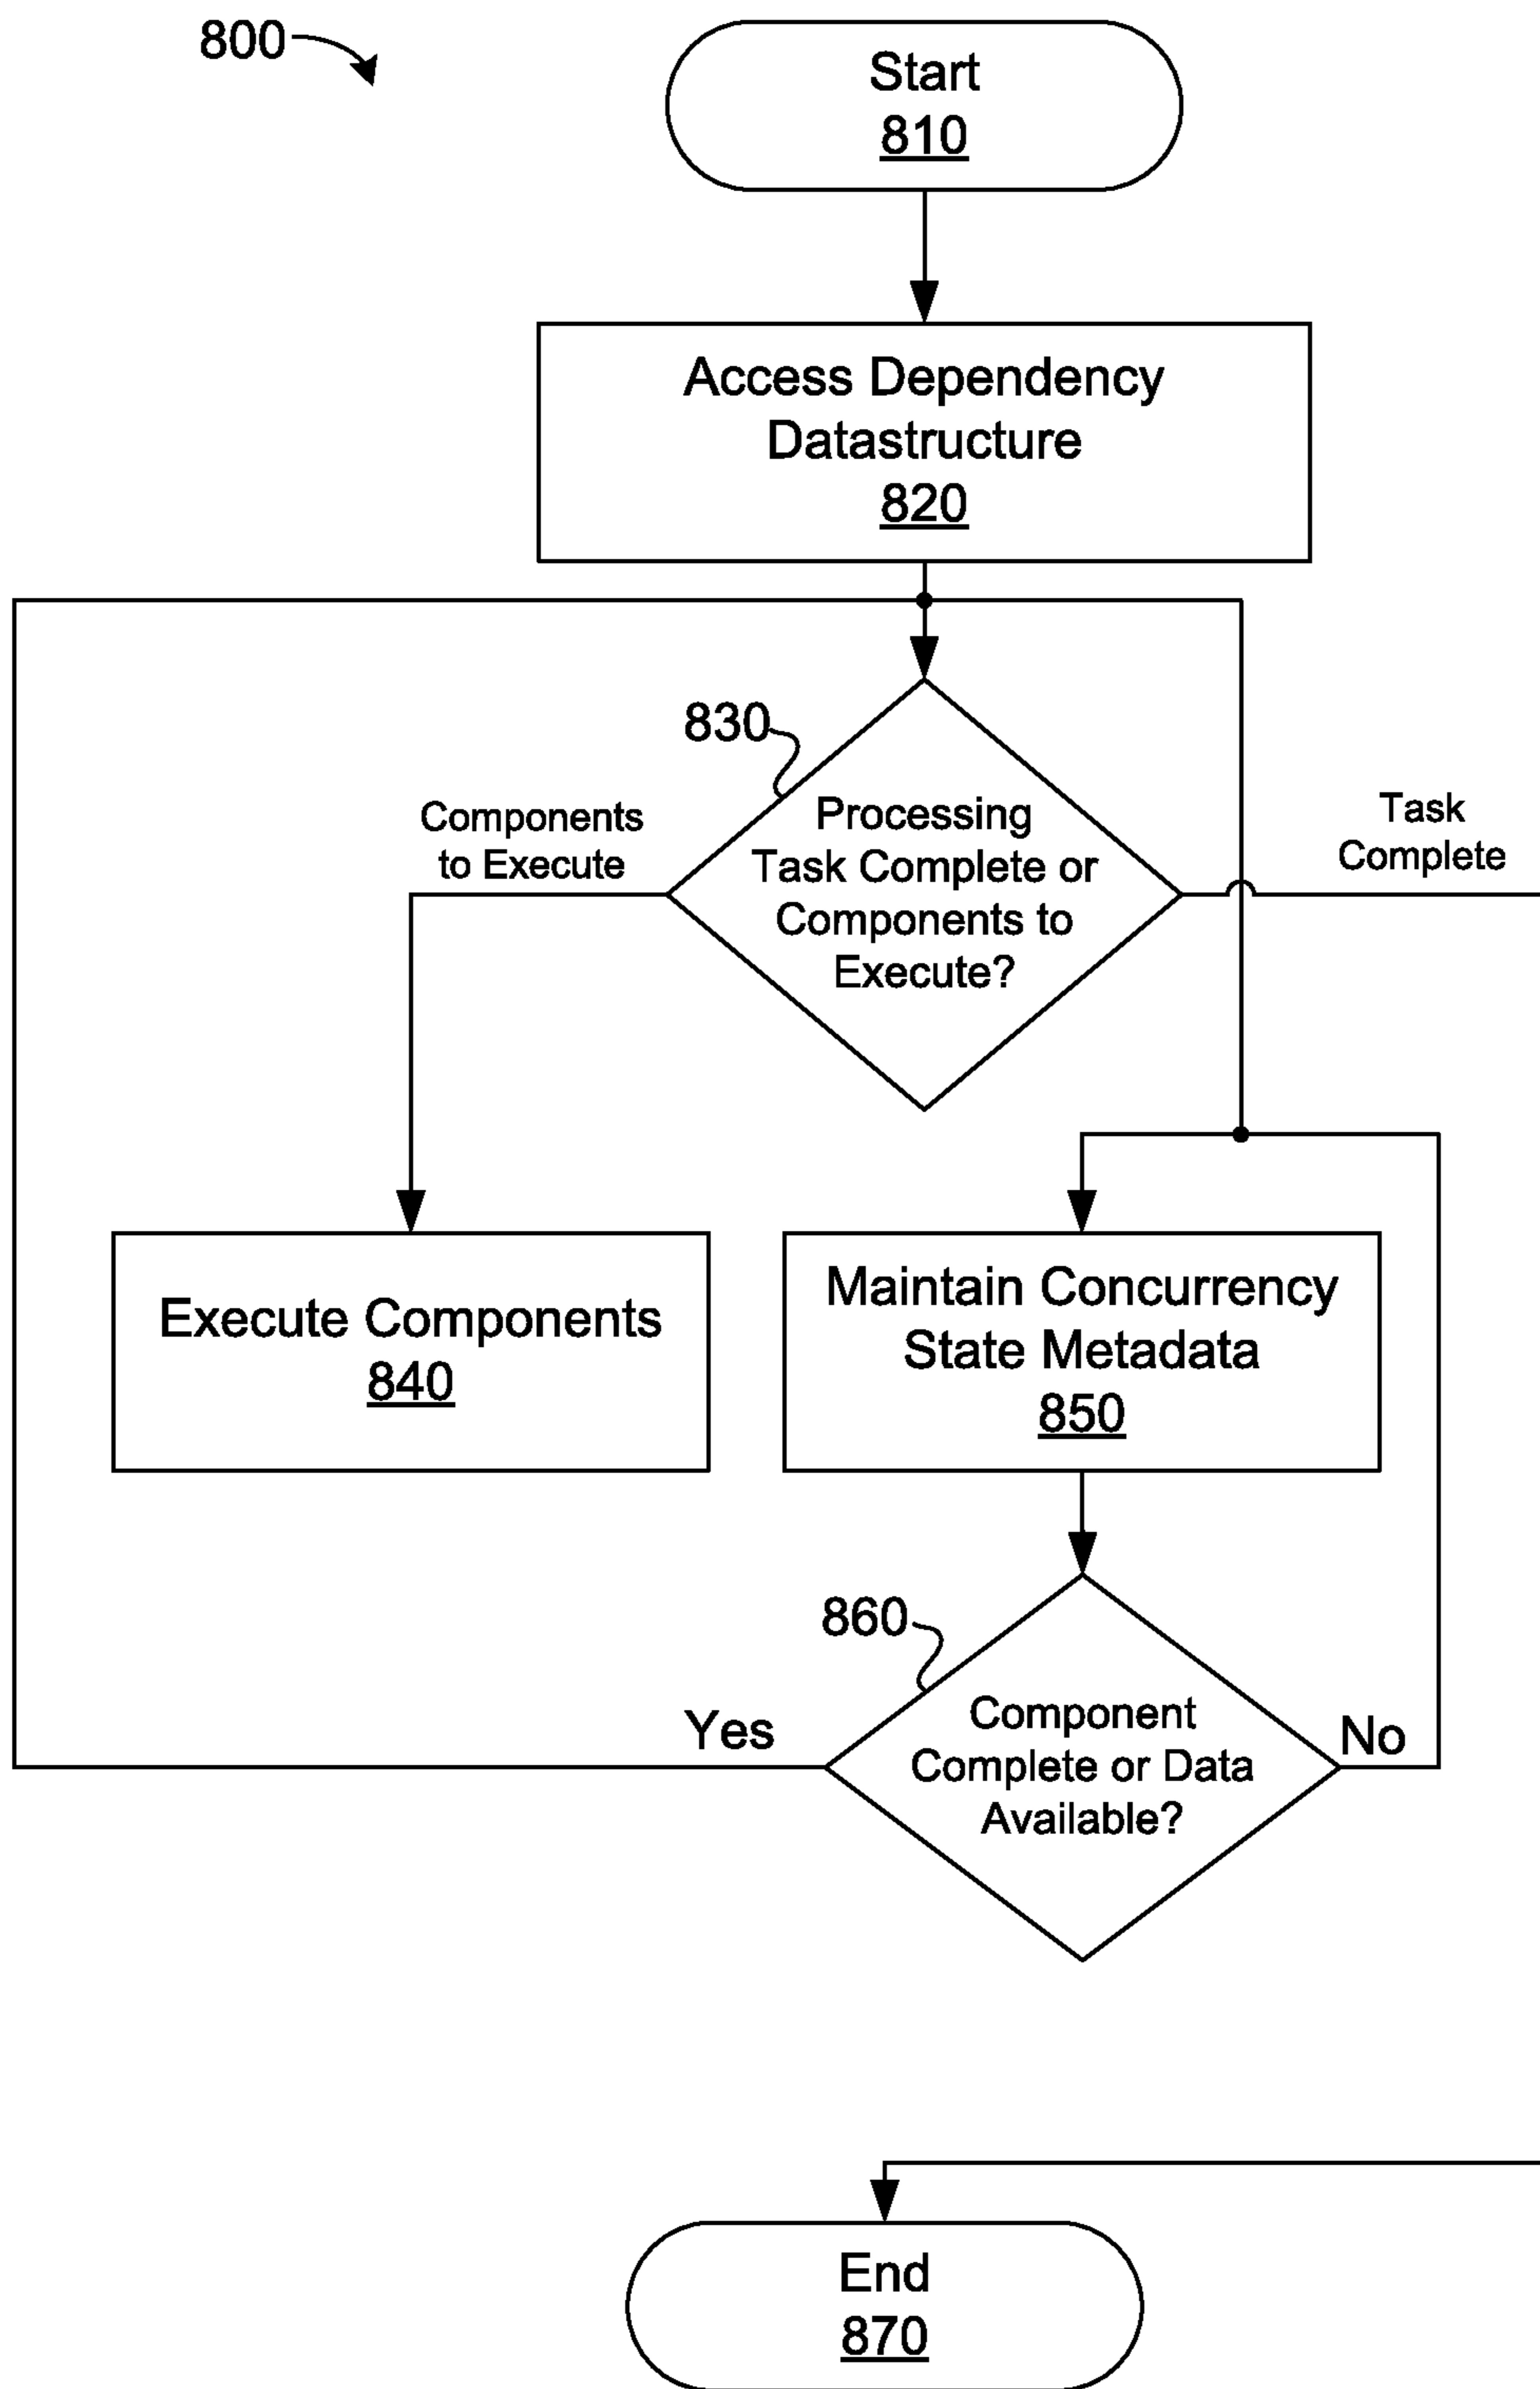 800
Start
810
Access Dependency
Datastructure
820
830
Processing
Task Complete or
Components to
Execute?
Components
to Execute
Task
Complete
Execute Components
840
Maintain Concurrency
State Metadata
850
860
Component
Complete or Data
Available?
Yes
No
End
870